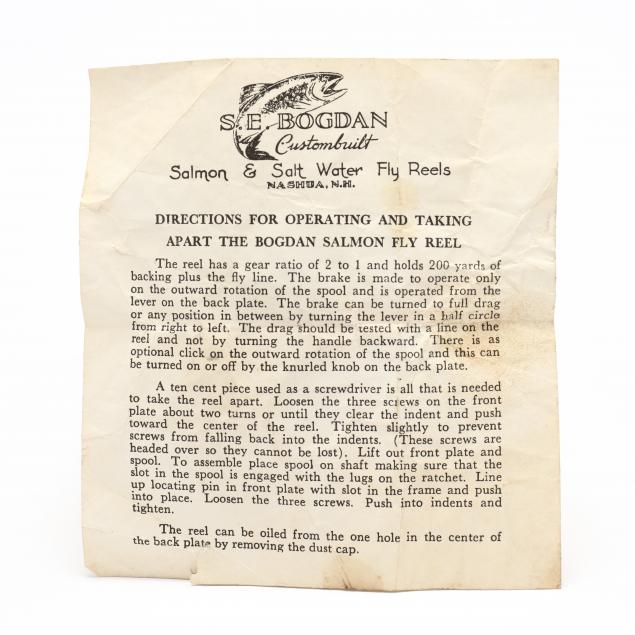 S. E. BOGDAN
Custombuilt
Salmon & Salt Water Fly Reels
NASHUA, N.H.
DIRECTIONS FOR OPERATING AND TAKING
APART THE BOGDAN SALMON FLY REEL
The reel has a gear ratio of 2 to 1 and holds 200 yards of
backing plus the fly line. The brake is made to operate only
on the outward rotation of the spool and is operated from the
lever on the back plate. The brake can be turned to full drag
or any position in between by turning the lever in a half circle
from right to left. The drag should be tested with a line on the
reel and not by turning the handle backward. There is as
optional click on the outward rotation of the spool and this can
be turned on or off by the knurled knob on the back plate.
A ten cent piece used as a screwdriver is all that is needed
to take the reel apart. Loosen the three screws on the front
plate about two turns or until they clear the indent and push
toward the center of the reel. Tighten slightly to prevent
screws from falling back into the indents. (These screws are
headed over so they cannot be lost). Lift out front plate and
spool. To assemble place spool on shaft making sure that the
slot in the spool is engaged with the lugs on the ratchet. Line
up locating pin in front plate with slot in the frame and push
into place. Loosen the three screws. Push into indents and
tighten.
The reel can be oiled from the one hole in the center of
the back plate by removing the dust cap.